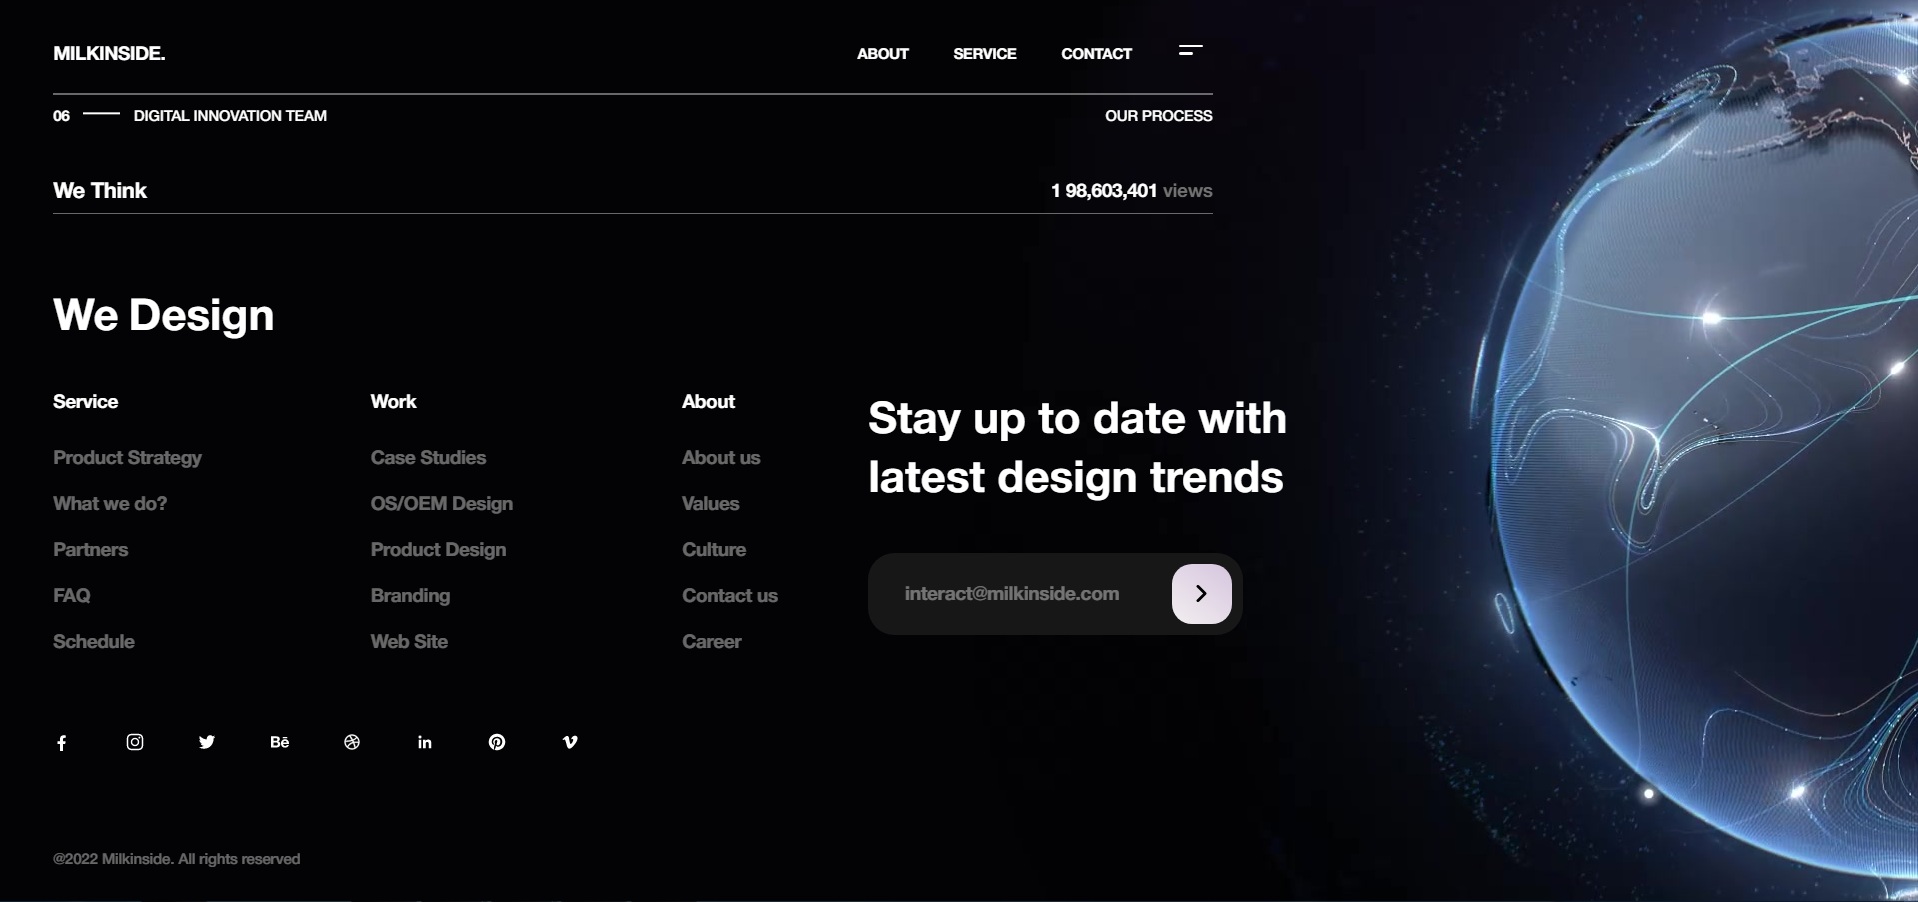 MILKINSIDE.
ABOUT SERVICE CONTACT
06 DIGITAL INNOVATION TEAM
OUR PROCESS
We Think
1 98,603,401 views
We Design
Service
Product Strategy
What we do?
Partners
FAQ
Schedule
Work
Case Studies
OS/OEM Design
Product Design
Branding
Web Site
About
About us
Values
Culture
Contact us
Career
Stay up to date with
latest design trends
interact@milkinside.com
Bē
in
@2022 Milkinside. All rights reserved